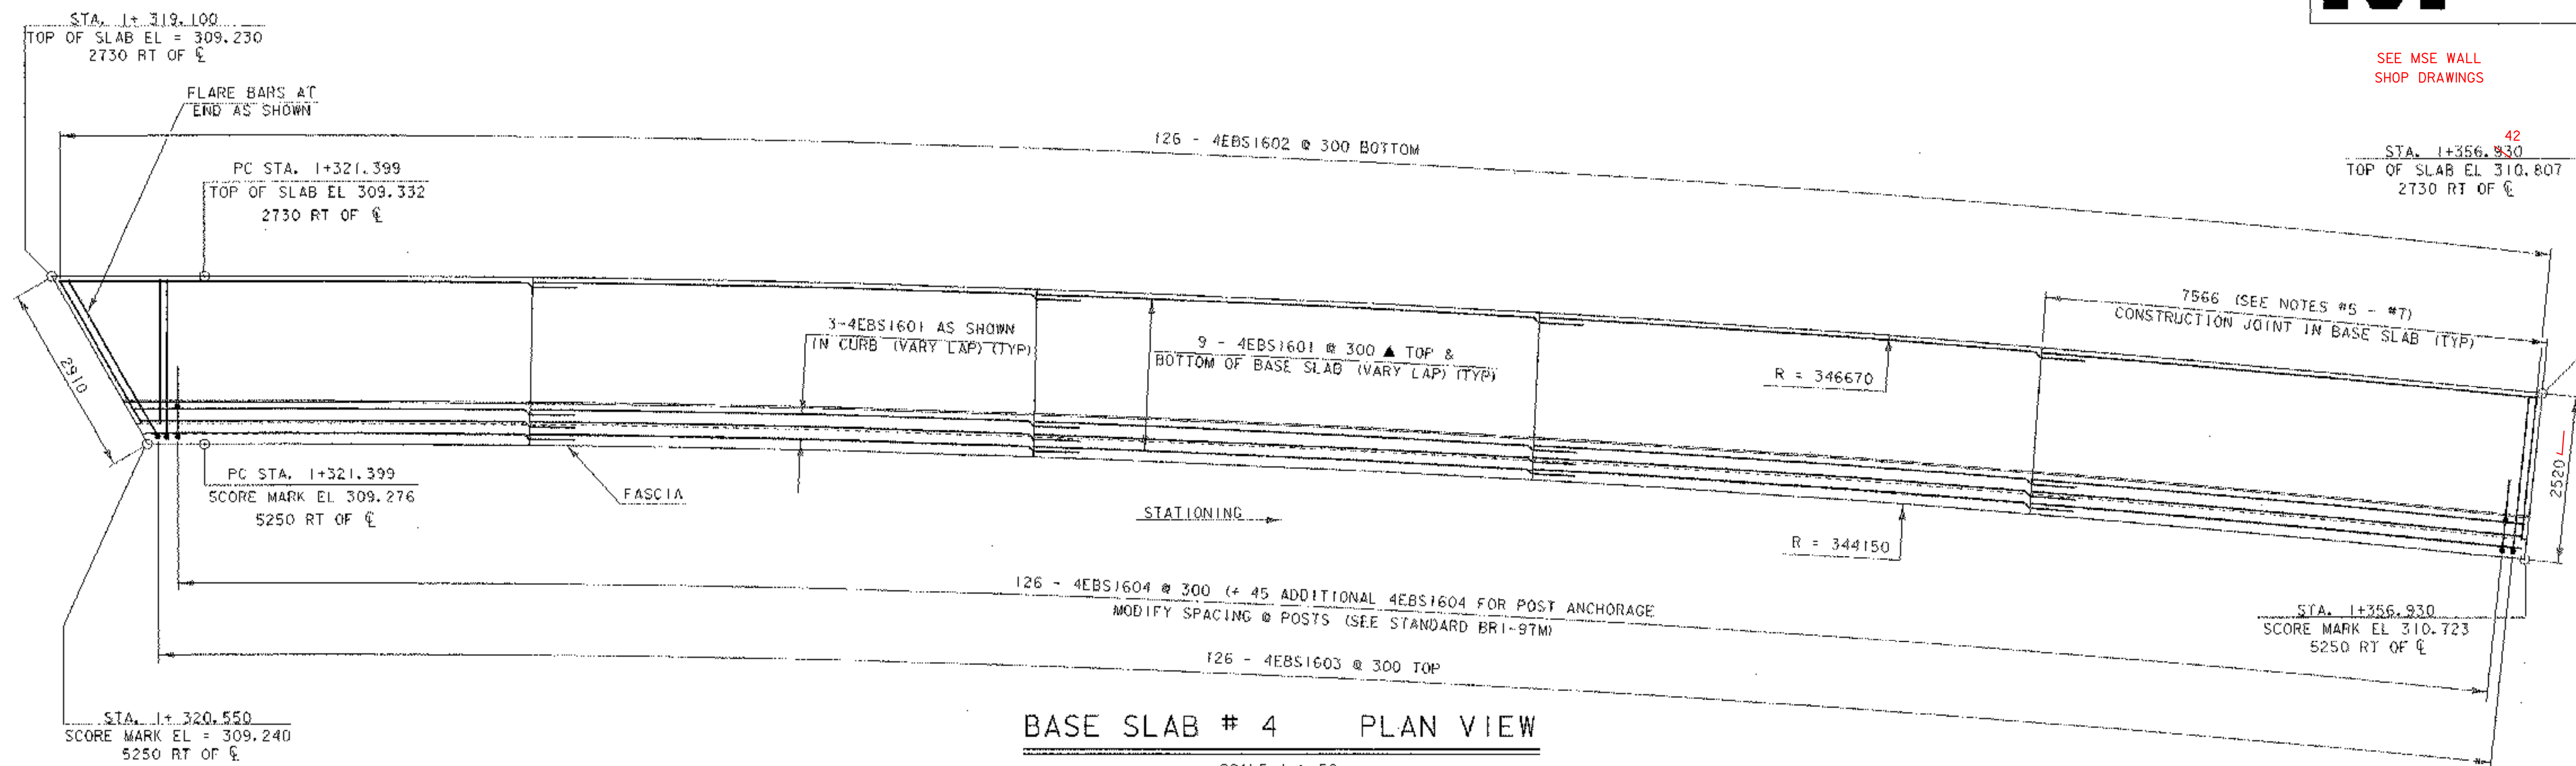 STA. 1+ 319.100
TOP OF SLAB EL = 309.230
2730 RT OF ℄
SEE MSE WALL
SHOP DRAWINGS
FLARE BARS AT
END AS SHOWN
126 - 4EBS1602 @ 300 BOTTOM
42
STA. 1+356.930
TOP OF SLAB EL 310.807
2730 RT OF ℄
PC STA. 1+321.399
TOP OF SLAB EL 309.332
2730 RT OF ℄
7566 (SEE NOTES #5 - #7)
CONSTRUCTION JOINT IN BASE SLAB (TYP)
3-4EBS1601 AS SHOWN
IN CURB (VARY LAP) (TYP)
9 - 4EBS1601 @ 300 ▲ TOP &
BOTTOM OF BASE SLAB (VARY LAP) (TYP)
R = 346670
2910
2520
PC STA. 1+321.399
SCORE MARK EL 309.276
5250 RT OF ℄
FASCIA
STATIONING
R = 344150
126 - 4EBS1604 @ 300 (+ 45 ADDITIONAL 4EBS1604 FOR POST ANCHORAGE
MODIFY SPACING @ POSTS (SEE STANDARD BR1-97M)
STA. 1+356.930
SCORE MARK EL 310.723
5250 RT OF ℄
126 - 4EBS1603 @ 300 TOP
STA. 1+ 320.550
SCORE MARK EL = 309.240
5250 RT OF ℄
BASE SLAB # 4 PLAN VIEW